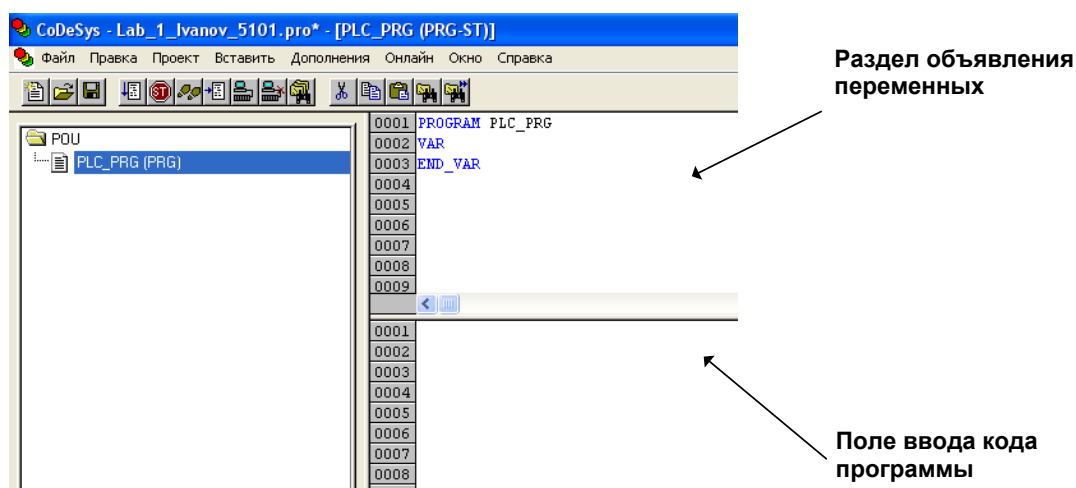 CoDeSys - Lab_1_Ivanov_5101.pro* - [PLC_PRG (PRG-ST)]
Файл Правка Проект Вставить Дополнения Онлайн Окно Справка
POU
PLC_PRG (PRG)
0001 PROGRAM PLC_PRG
0002 VAR
0003 END_VAR
0004
0005
0006
0007
0008
0009
0001
0002
0003
0004
0005
0006
0007
0008
Раздел объявления
переменных
Поле ввода кода
программы